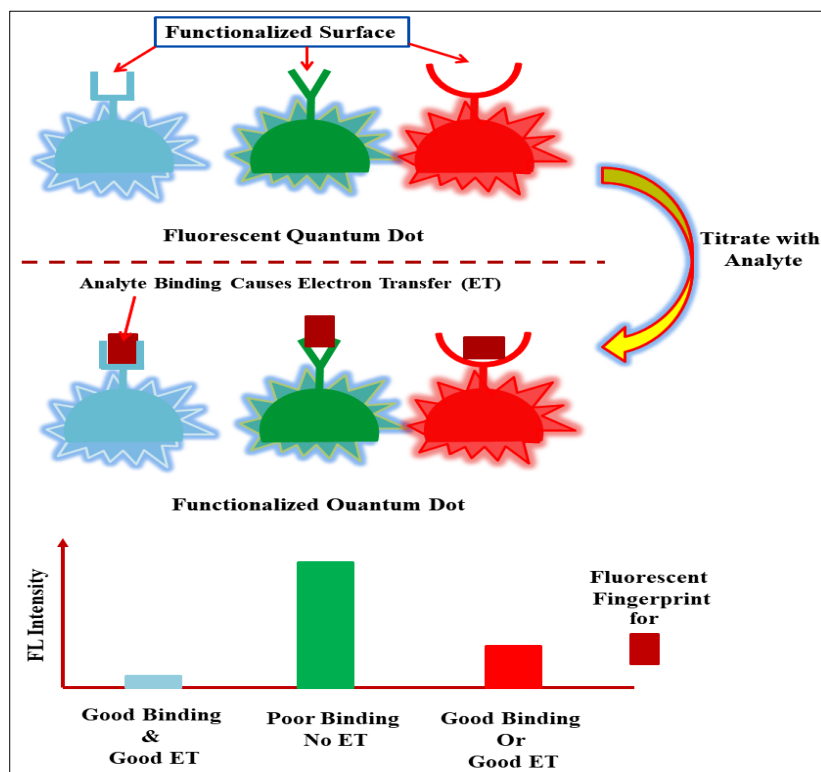 Functionalized Surface
Fluorescent Quantum Dot
Titrate with
Analyte
Analyte Binding Causes Electron Transfer (ET)
Functionalized Ouantum Dot
FL Intensity
Fluorescent
Fingerprint
for
Good Binding
&
Good ET
Poor Binding
No ET
Good Binding
Or
Good ET